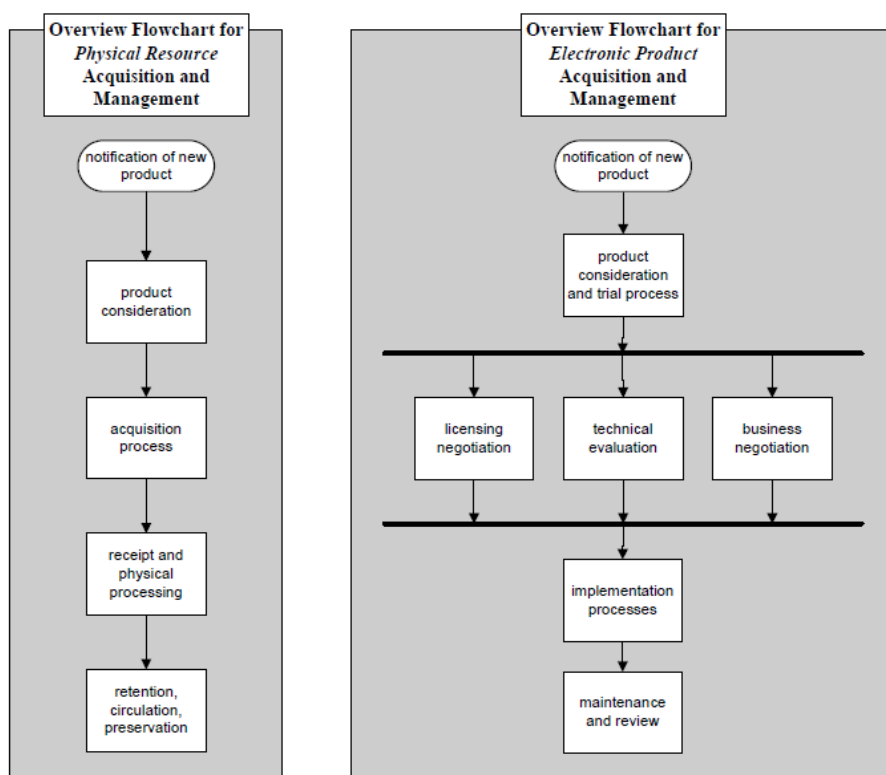 Overview Flowchart for
Physical Resource
Acquisition and
Management
notification of new
product
product
consideration
acquisition
process
receipt and
physical
processing
retention,
circulation,
preservation
Overview Flowchart for
Electronic Product
Acquisition and
Management
notification of new
product
product
consideration
and trial process
licensing
negotiation
technical
evaluation
business
negotiation
implementation
processes
maintenance
and review